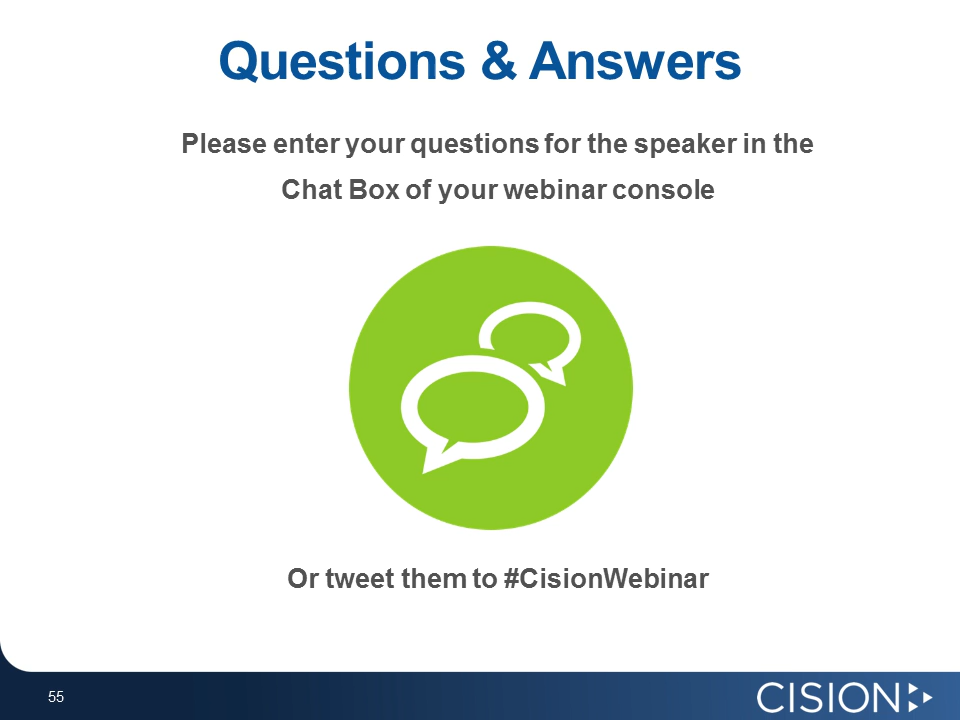 Questions & Answers
Please enter your questions for the speaker in the
Chat Box of your webinar console
Or tweet them to #CisionWebinar
55
CISION